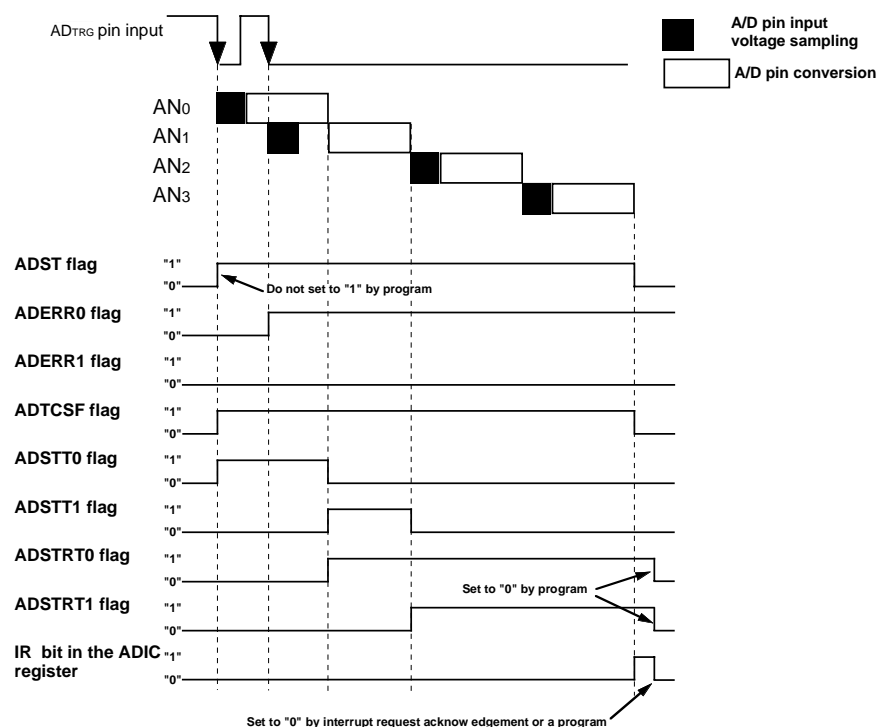 ADTRG pin input
A/D pin input
voltage sampling
A/D pin conversion
AN0
AN1
AN2
AN3
ADST flag
"1"
"0"
Do not set to "1" by program
ADERR0 flag
"1"
"0"
ADERR1 flag
"1"
"0"
ADTCSF flag
"1"
"0"
ADSTT0 flag
"1"
"0"
ADSTT1 flag
"1"
"0"
ADSTRT0 flag
"1"
"0"
Set to "0" by program
ADSTRT1 flag
"1"
"0"
IR bit in the ADIC
register
"1"
"0"
Set to "0" by interrupt request acknow edgement or a program